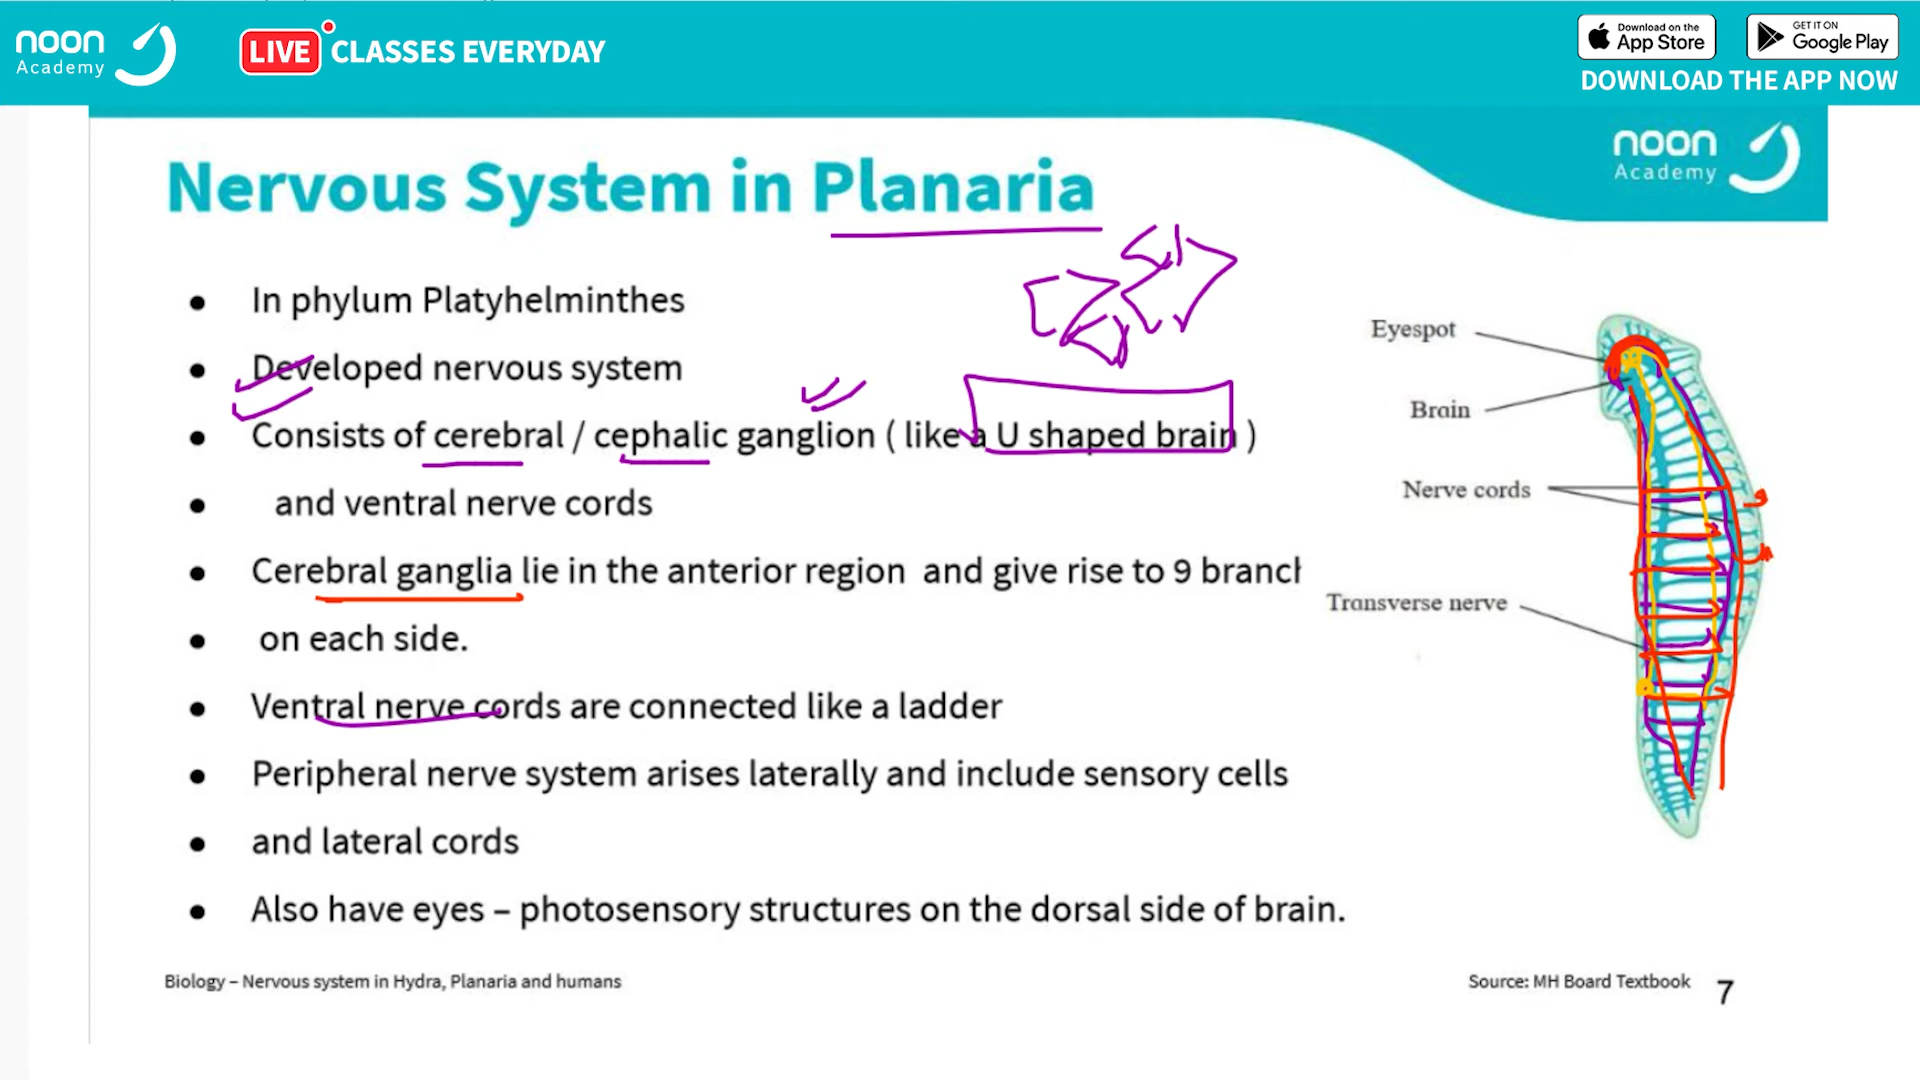 noon
Academy
LIVE CLASSES EVERYDAY
Download on the
App Store
GET IT ON
Google Play
DOWNLOAD THE APP NOW
noon
Academy
Nervous System in Planaria
• In phylum Platyhelminthes
• Developed nervous system
• Consists of cerebral / cephalic ganglion ( like a U shaped brain )
• and ventral nerve cords
• Cerebral ganglia lie in the anterior region and give rise to 9 branch
• on each side.
• Ventral nerve cords are connected like a ladder
• Peripheral nerve system arises laterally and include sensory cells
• and lateral cords
• Also have eyes – photosensory structures on the dorsal side of brain.
Eyespot
Brain
Nerve cords
Transverse nerve
Biology – Nervous system in Hydra, Planaria and humans
Source: MH Board Textbook
7